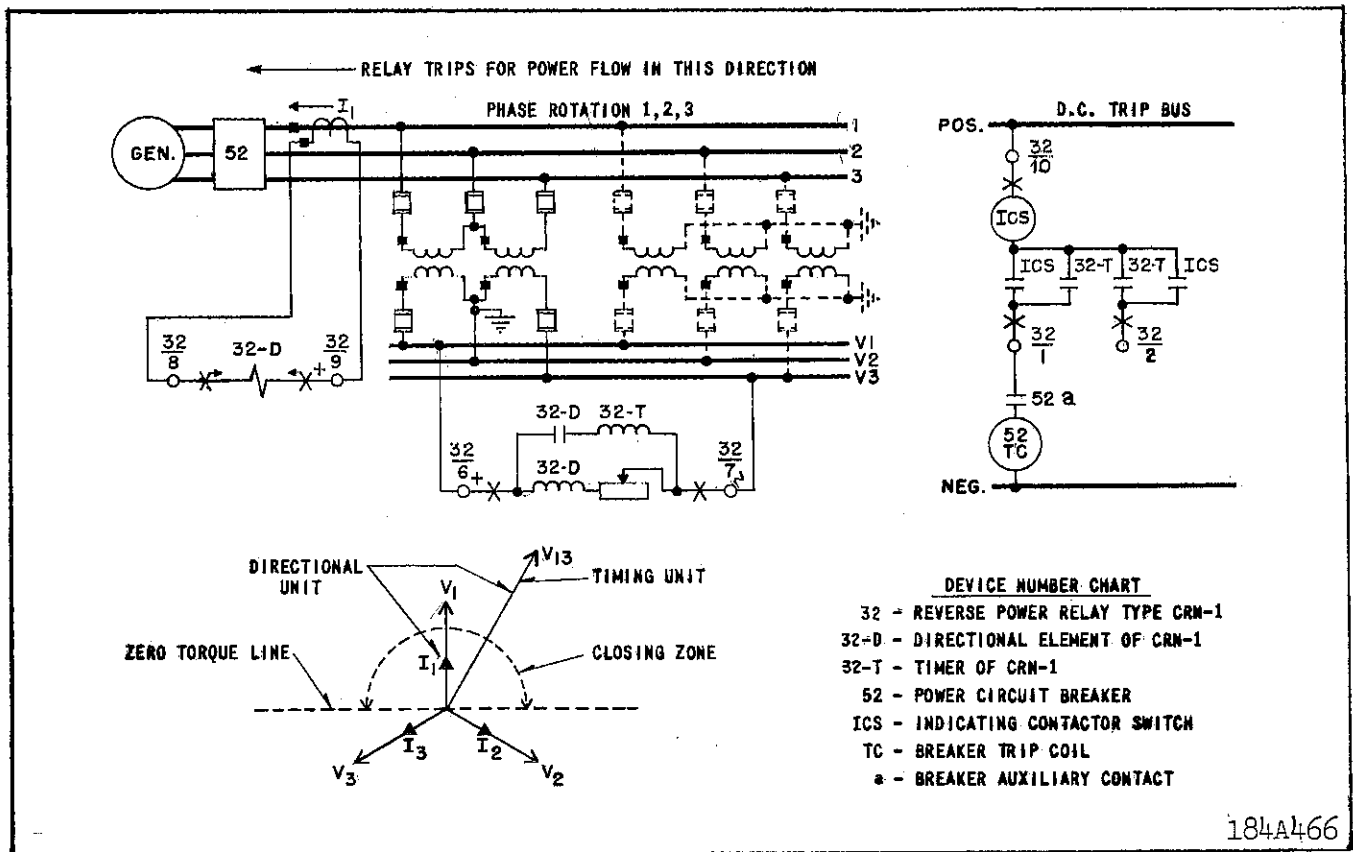 RELAY TRIPS FOR POWER FLOW IN THIS DIRECTION
I1
PHASE ROTATION 1,2,3
GEN.
52
1
2
3
32
8
32-D
+
32
9
V1
V2
V3
32-D
32-T
32
6
+
32-D
32
7
D.C. TRIP BUS
POS.
32
10
ICS
ICS
32-T
32-T
ICS
32
1
32
2
52 a
52
TC
NEG.
DIRECTIONAL
UNIT
V13
TIMING UNIT
V1
ZERO TORQUE LINE
I1
CLOSING ZONE
I3
I2
V3
V2
DEVICE NUMBER CHART
32 - REVERSE POWER RELAY TYPE CRN-1
32-D - DIRECTIONAL ELEMENT OF CRN-1
32-T - TIMER OF CRN-1
52 - POWER CIRCUIT BREAKER
ICS - INDICATING CONTACTOR SWITCH
TC - BREAKER TRIP COIL
a - BREAKER AUXILIARY CONTACT
184A466